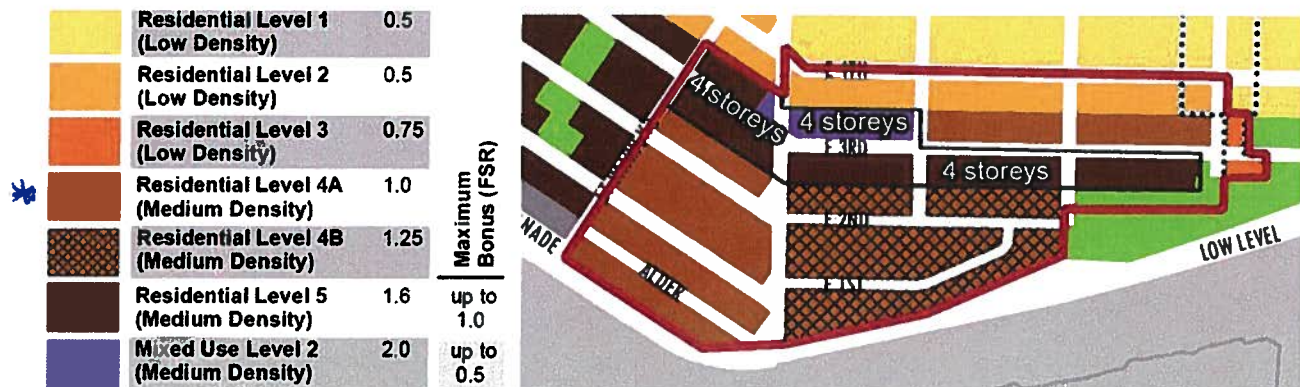 Residential Level 1 0.5
(Low Density)
Residential Level 2 0.5
(Low Density)
Residential Level 3 0.75
(Low Density)
Residential Level 4A 1.0
(Medium Density)
Residential Level 4B 1.25
(Medium Density)
Residential Level 5 1.6
(Medium Density)
Mixed Use Level 2 2.0
(Medium Density)
Maximum
Bonus (FSR)
up to
1.0
up to
0.5
4 storeys
4 storeys
E 3RD
4 storeys
E 2ND
E 1ST
NADE
ALDER
LOW LEVEL